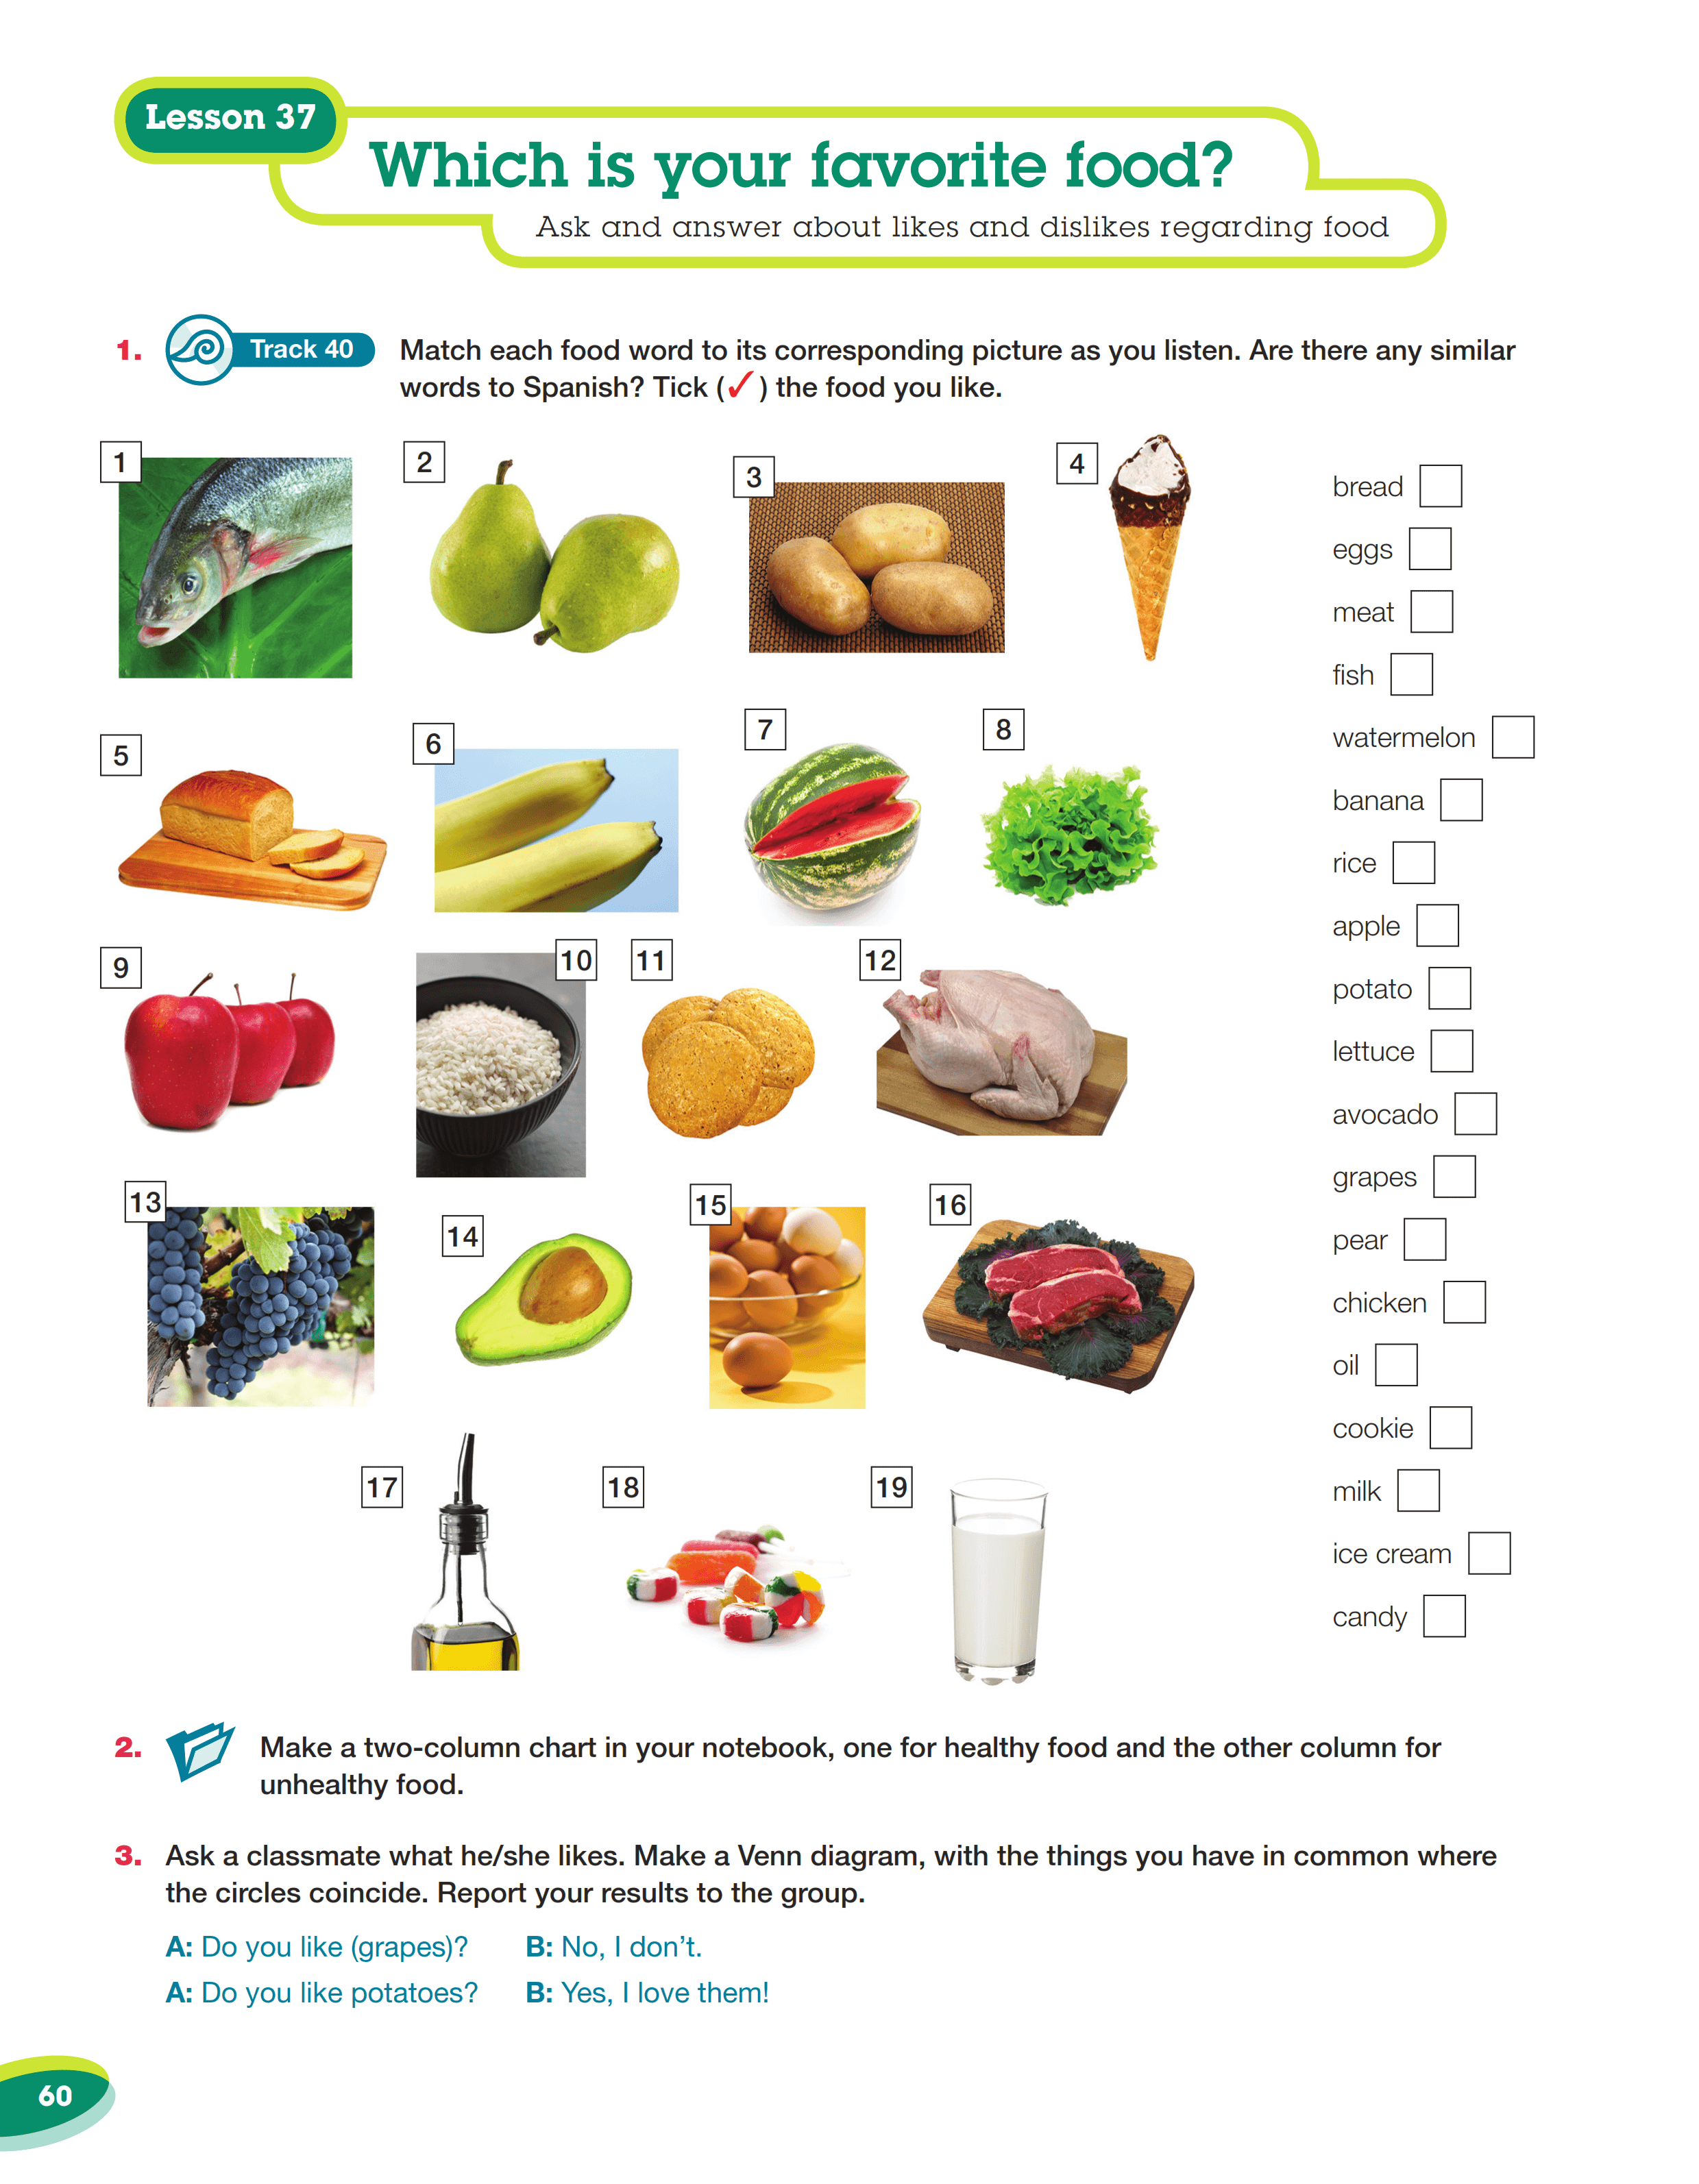 Lesson 37
Which is your favorite food?
Ask and answer about likes and dislikes regarding food
1. Track 40 Match each food word to its corresponding picture as you listen. Are there any similar
words to Spanish? Tick (✓) the food you like.
1
2
3
4
5
6
7
8
9
10
11
12
13
14
15
16
17
18
19
bread
eggs
meat
fish
watermelon
banana
rice
apple
potato
lettuce
avocado
grapes
pear
chicken
oil
cookie
milk
ice cream
candy
2. Make a two-column chart in your notebook, one for healthy food and the other column for
unhealthy food.
3. Ask a classmate what he/she likes. Make a Venn diagram, with the things you have in common where
the circles coincide. Report your results to the group.
A: Do you like (grapes)? B: No, I don't.
A: Do you like potatoes? B: Yes, I love them!
60